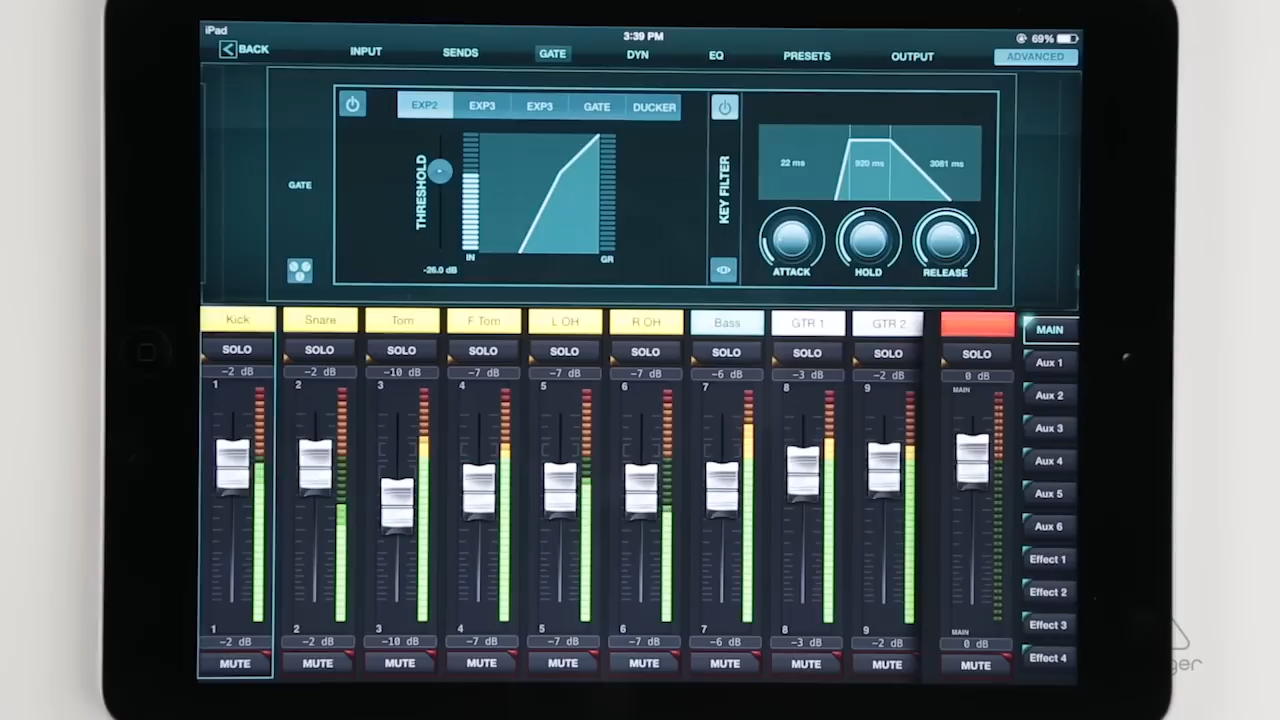 iPad
3:39 PM
69%
BACK
INPUT
SENDS
GATE
DYN
EQ
PRESETS
OUTPUT
ADVANCED
EXP2
EXP3
EXP3
GATE
DUCKER
GATE
THRESHOLD
-26.0 dB
IN
GR
KEY FILTER
22 ms
920 ms
3081 ms
ATTACK
HOLD
RELEASE
Kick
Snare
Tom
F Tom
L OH
R OH
Bass
GTR 1
GTR 2
MAIN
SOLO
SOLO
SOLO
SOLO
SOLO
SOLO
SOLO
SOLO
SOLO
SOLO
Aux 1
-2 dB
-2 dB
-10 dB
-7 dB
-7 dB
-7 dB
-6 dB
-3 dB
-2 dB
0 dB
1
2
3
4
5
6
7
8
9
MAIN
Aux 2
Aux 3
Aux 4
Aux 5
Aux 6
Effect 1
Effect 2
Effect 3
1
2
3
4
5
6
7
8
9
MAIN
-2 dB
-2 dB
-10 dB
-7 dB
-7 dB
-7 dB
-6 dB
-3 dB
-2 dB
0 dB
MUTE
MUTE
MUTE
MUTE
MUTE
MUTE
MUTE
MUTE
MUTE
MUTE
Effect 4